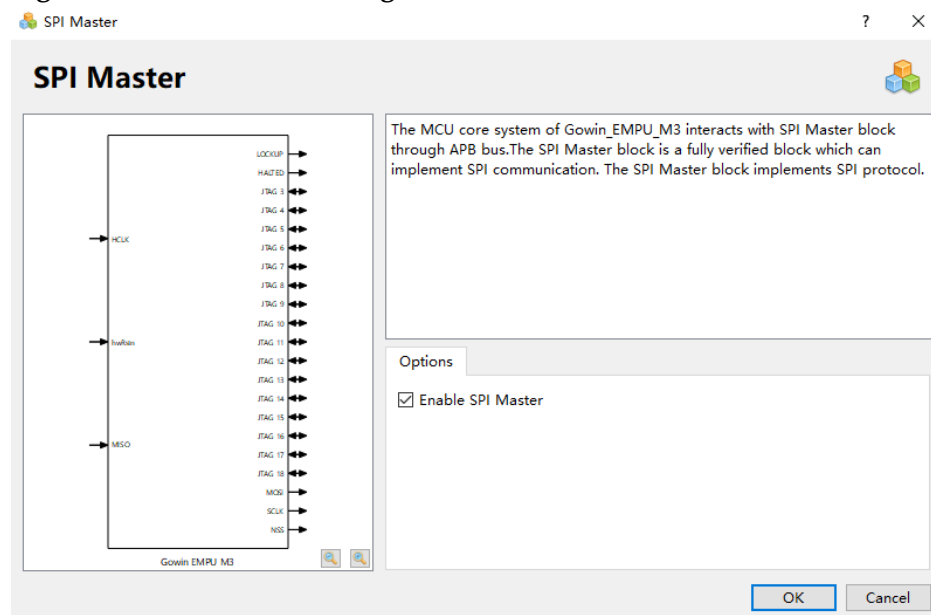 SPI Master
?
SPI Master
The MCU core system of Gowin_EMPU_M3 interacts with SPI Master block
through APB bus.The SPI Master block is a fully verified block which can
implement SPI communication. The SPI Master block implements SPI protocol.
LOCKUP
HALTED
JTAG 3
JTAG 4
JTAG 5
HCLK
JTAG 6
JTAG 7
JTAG 8
JTAG 9
JTAG 10
JTAG 11
JTAG 12
JTAG 13
JTAG 14
JTAG 15
JTAG 16
MISO
JTAG 17
JTAG 18
MOSI
SCLK
NSS
Gowin EMPU M3
Options
Enable SPI Master
OK
Cancel